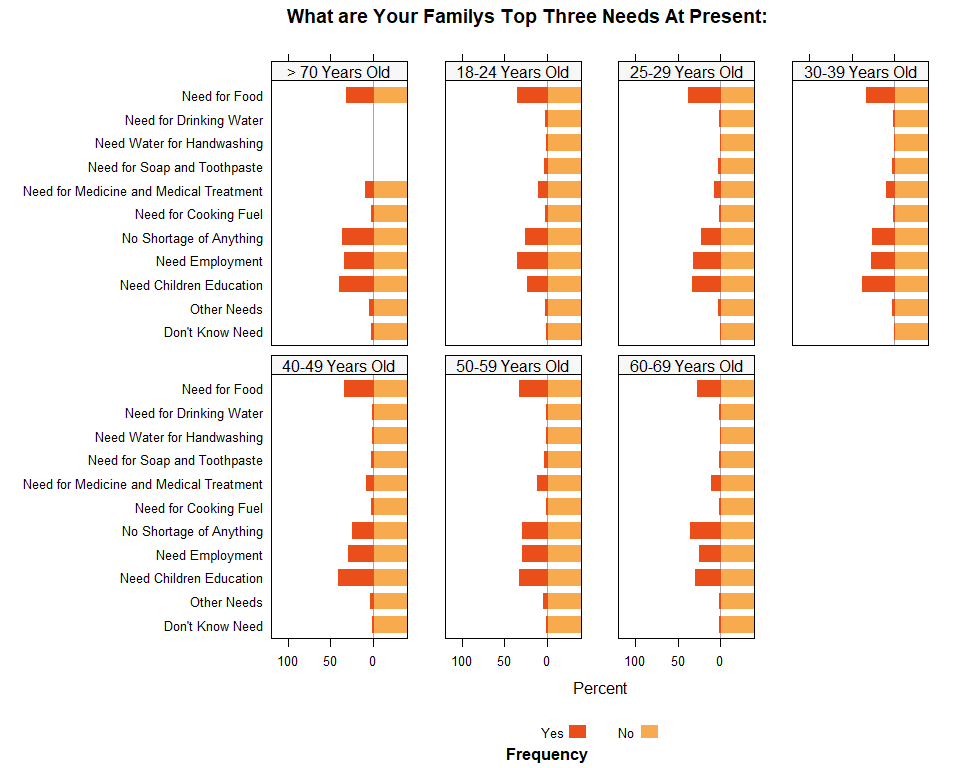 What are Your Familys Top Three Needs At Present:
> 70 Years Old
18-24 Years Old
25-29 Years Old
30-39 Years Old
Need for Food
Need for Drinking Water
Need Water for Handwashing
Need for Soap and Toothpaste
Need for Medicine and Medical Treatment
Need for Cooking Fuel
No Shortage of Anything
Need Employment
Need Children Education
Other Needs
Don't Know Need
40-49 Years Old
50-59 Years Old
60-69 Years Old
Need for Food
Need for Drinking Water
Need Water for Handwashing
Need for Soap and Toothpaste
Need for Medicine and Medical Treatment
Need for Cooking Fuel
No Shortage of Anything
Need Employment
Need Children Education
Other Needs
Don't Know Need
100 50 0 100 50 0 100 50 0
Percent
Yes No
Frequency